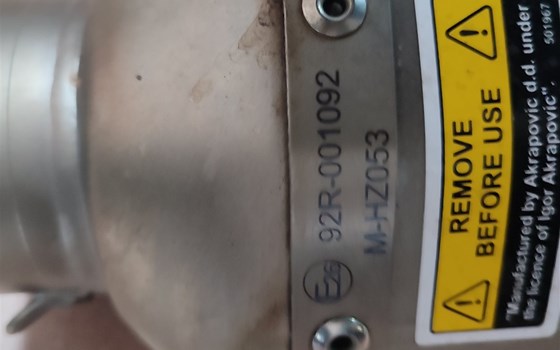 E26 92R-001092
M-HZ053
REMOVE
BEFORE USE
"Manufactured by Akrapovic d.d. under
the licence of Igor Akrapovic".
501967